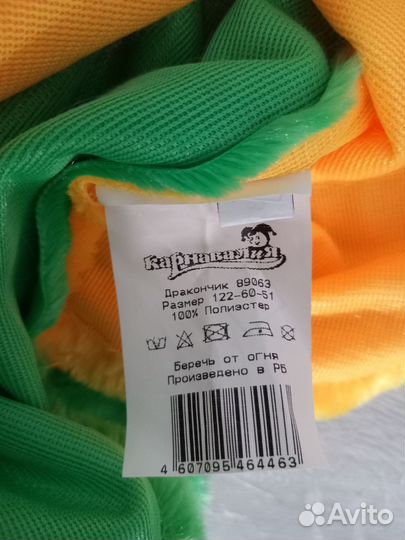 Карнавалия
Дракончик 89063
Размер 122-60-51
100% Полиэстер
Беречь от огня
Произведено в РБ
4 607095 464463
Avito